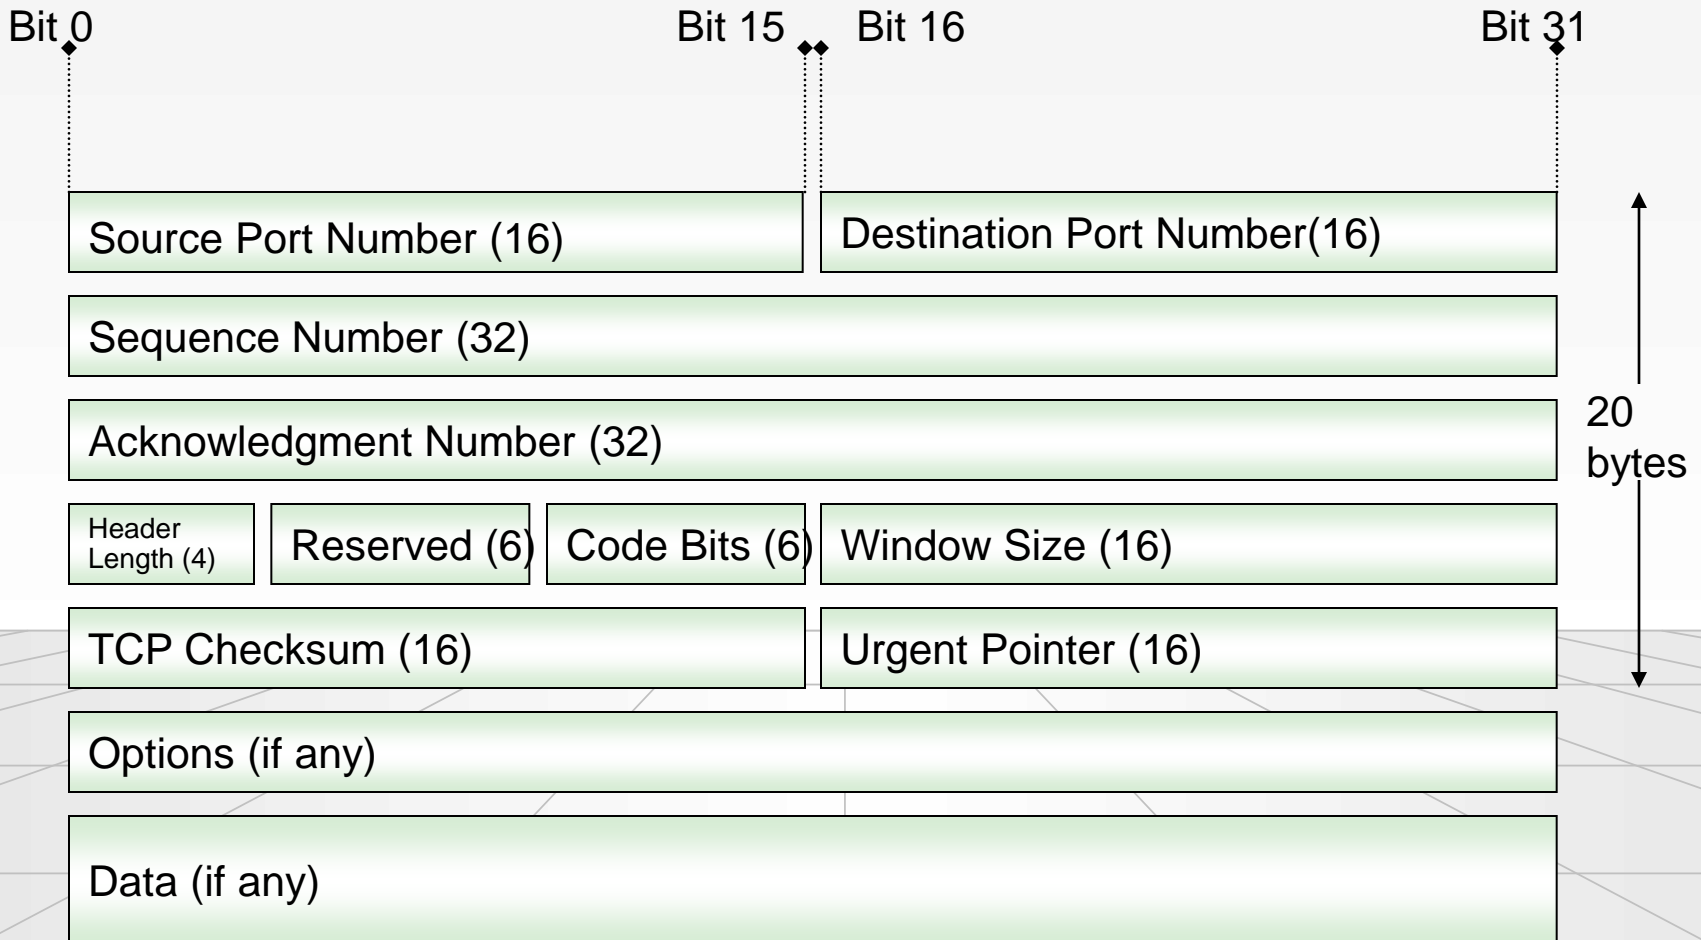 Bit 0
Bit 15
Bit 16
Bit 31
Source Port Number (16)
Destination Port Number(16)
Sequence Number (32)
Acknowledgment Number (32)
20
bytes
Header
Length (4)
Reserved (6)
Code Bits (6)
Window Size (16)
TCP Checksum (16)
Urgent Pointer (16)
Options (if any)
Data (if any)